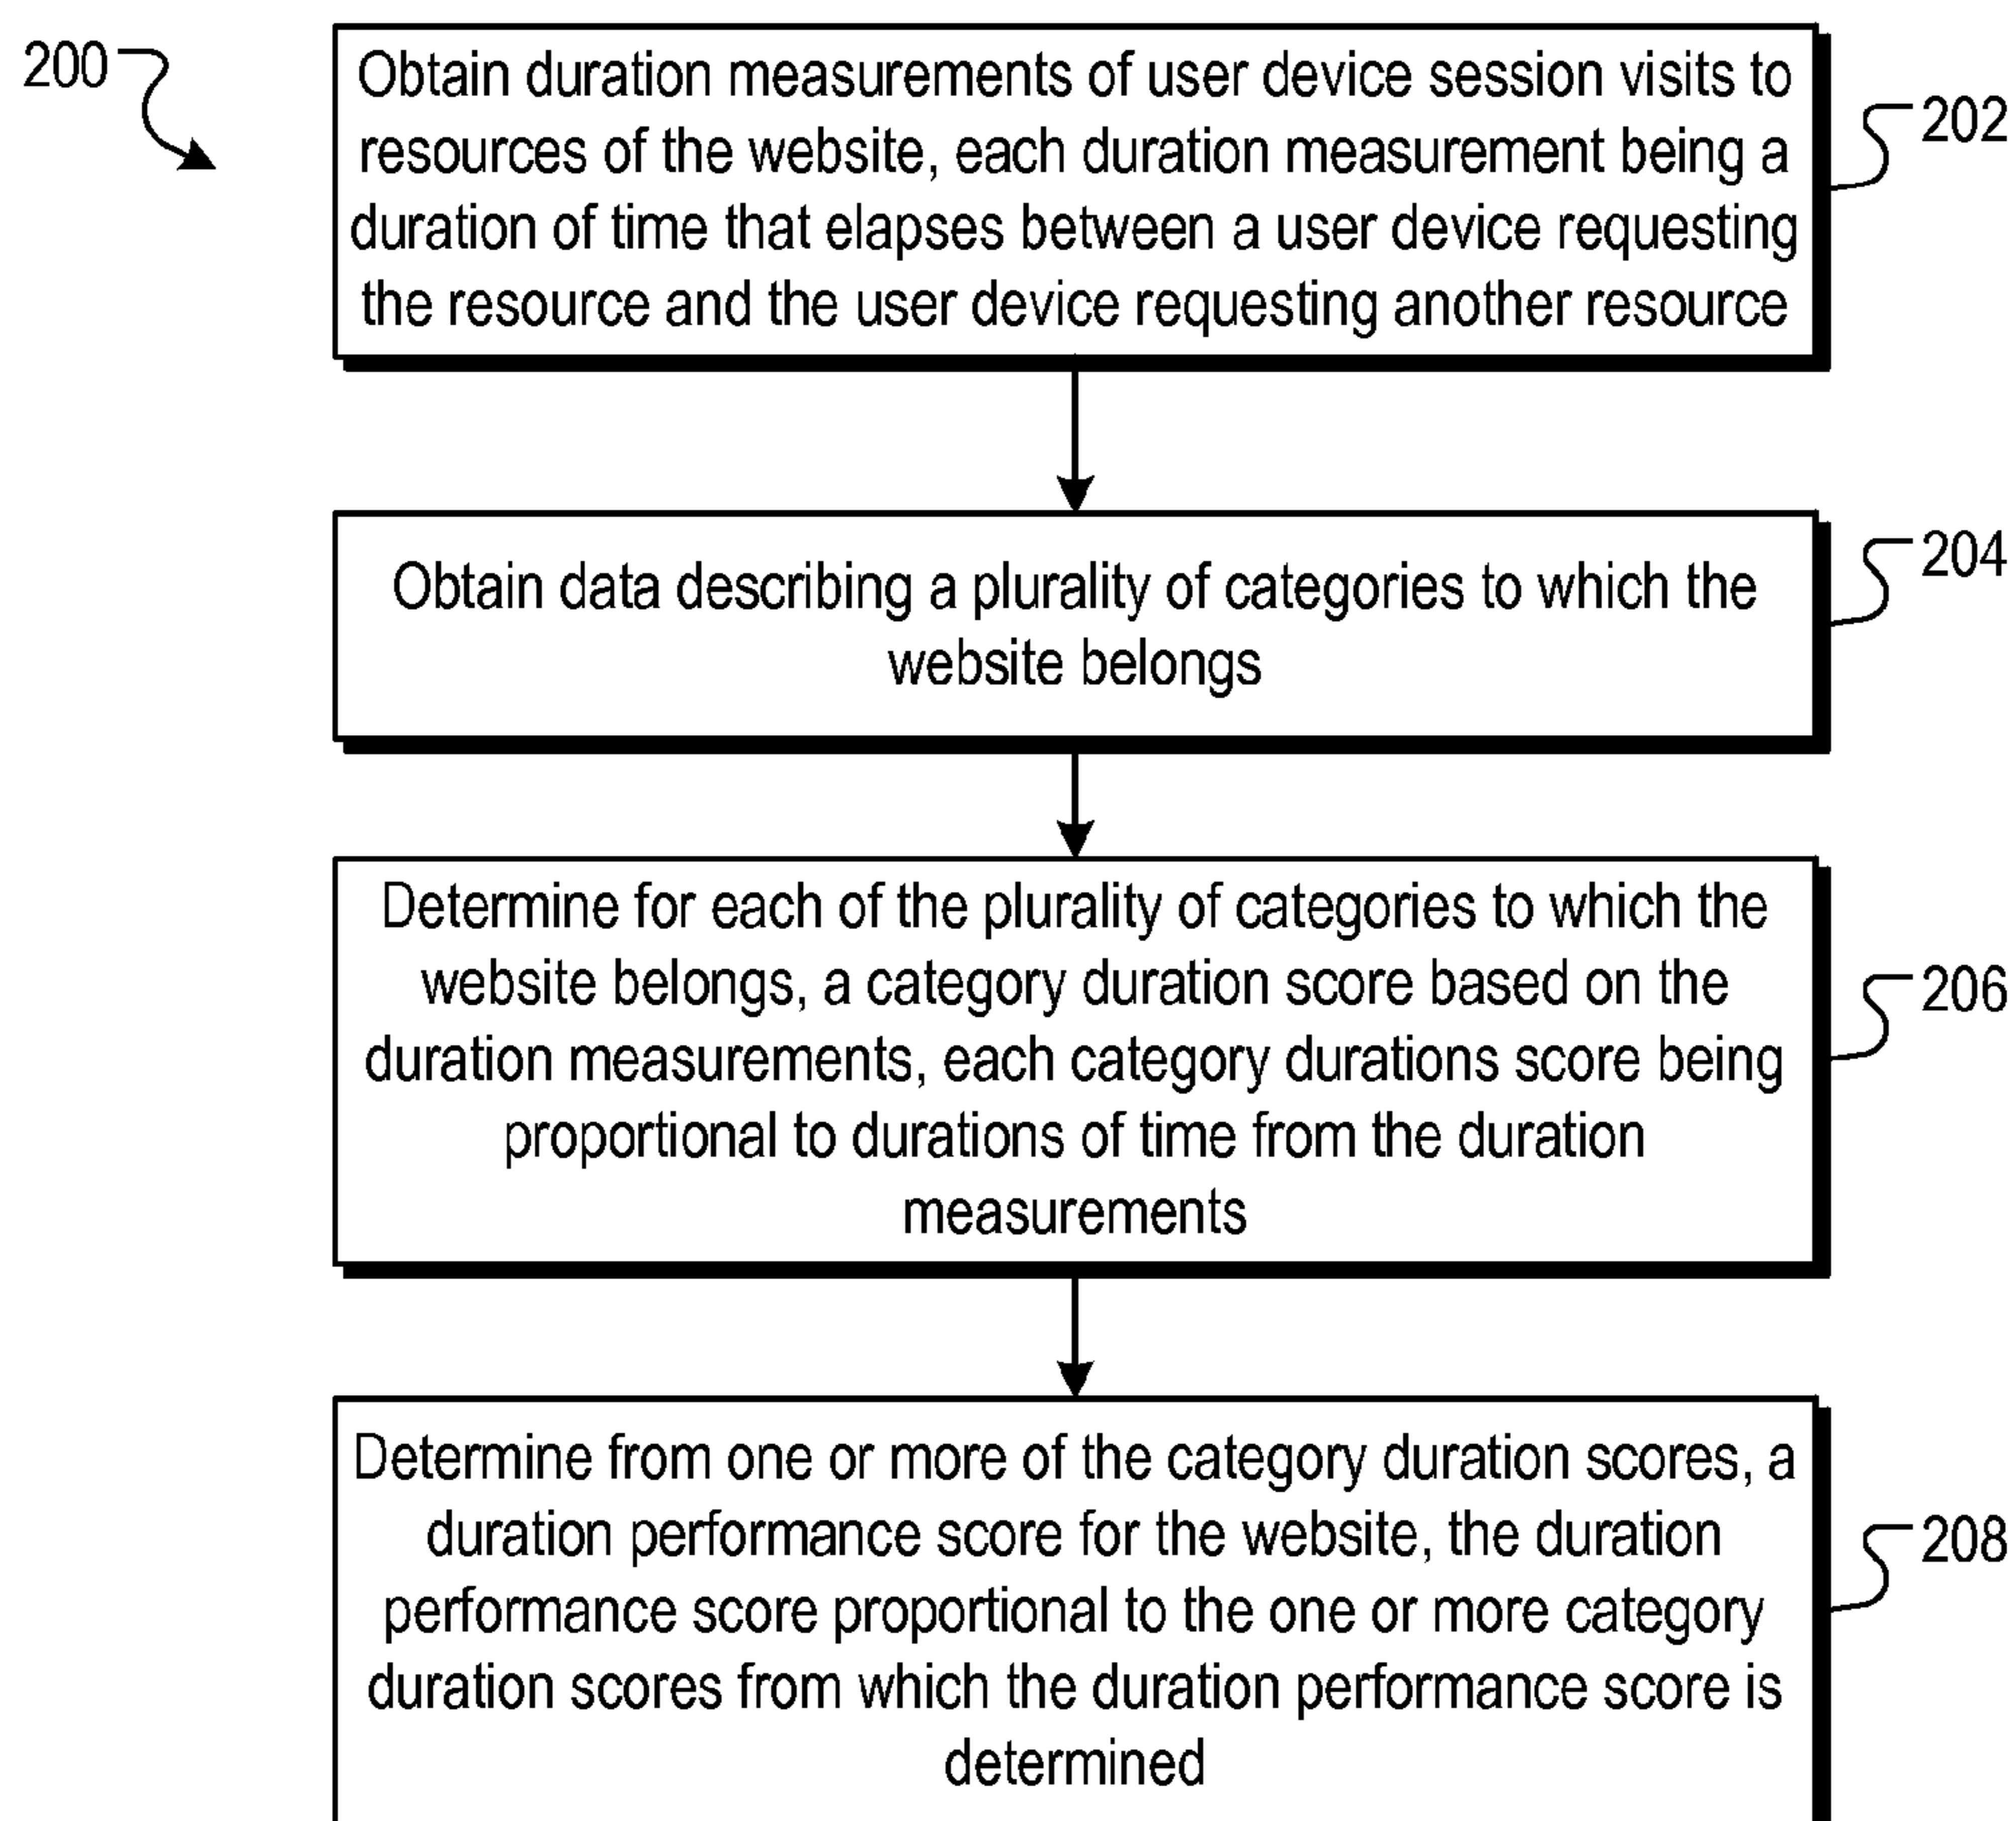 200
Obtain duration measurements of user device session visits to
resources of the website, each duration measurement being a
duration of time that elapses between a user device requesting
the resource and the user device requesting another resource
202
Obtain data describing a plurality of categories to which the
website belongs
204
Determine for each of the plurality of categories to which the
website belongs, a category duration score based on the
duration measurements, each category durations score being
proportional to durations of time from the duration
measurements
206
Determine from one or more of the category duration scores, a
duration performance score for the website, the duration
performance score proportional to the one or more category
duration scores from which the duration performance score is
determined
208